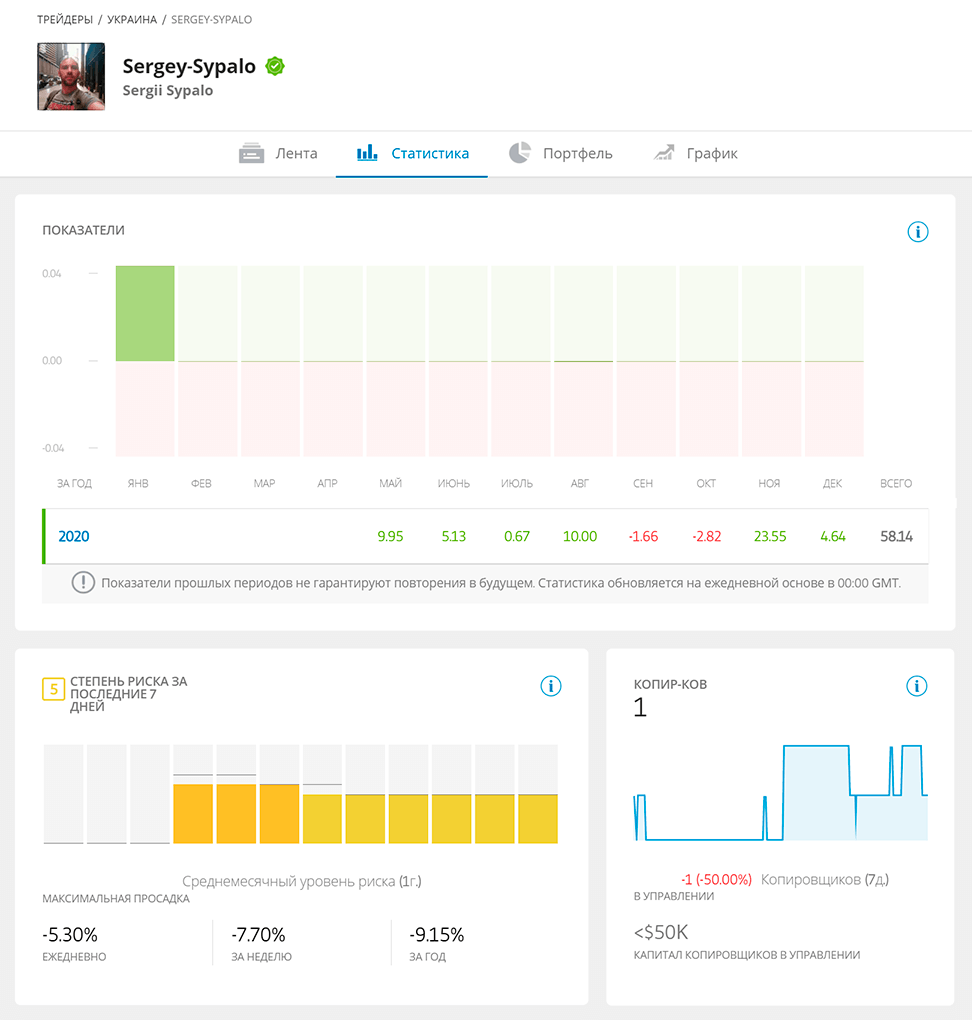 ТРЕЙДЕРЫ / УКРАИНА / SERGEY-SYPALO
Sergey-Sypalo
Sergii Sypalo
Лента Статистика Портфель График
ПОКАЗАТЕЛИ
0.04
0.00
-0.04
ЗА ГОД ЯНВ ФЕВ МАР АПР МАЙ ИЮНЬ ИЮЛЬ АВГ СЕН ОКТ НОЯ ДЕК ВСЕГО
2020 9.95 5.13 0.67 10.00 -1.66 -2.82 23.55 4.64 58.14
Показатели прошлых периодов не гарантируют повторения в будущем. Статистика обновляется на ежедневной основе в 00:00 GMT.
5 СТЕПЕНЬ РИСКА ЗА
ПОСЛЕДНИЕ 7
ДНЕЙ
Среднемесячный уровень риска (1г.)
МАКСИМАЛЬНАЯ ПРОСАДКА
-5.30% -7.70% -9.15%
ЕЖЕДНЕВНО ЗА НЕДЕЛЮ ЗА ГОД
КОПИР-КОВ
1
-1 (-50.00%) Копировщиков (7д.)
В УПРАВЛЕНИИ
<$50K
КАПИТАЛ КОПИРОВЩИКОВ В УПРАВЛЕНИИ